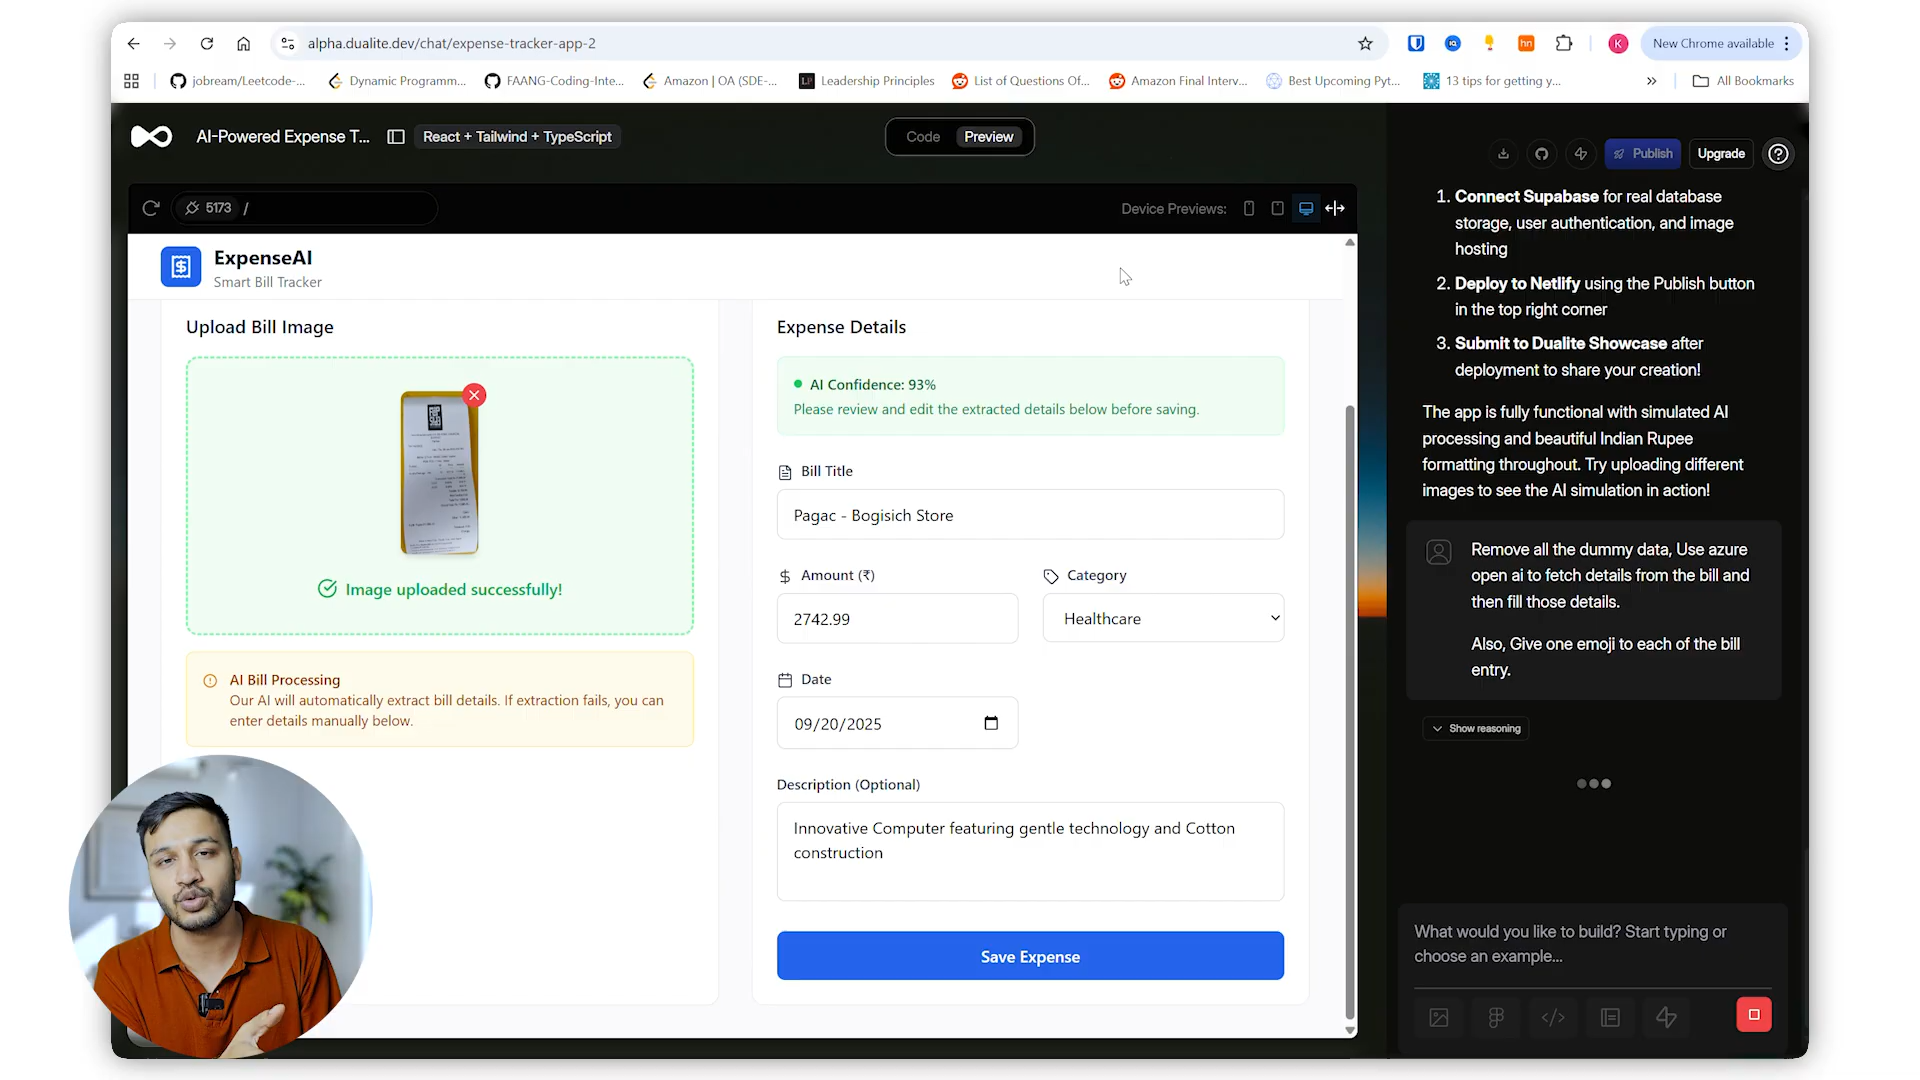 alpha.dualite.dev/chat/expense-tracker-app-2
New Chrome available
jobream/Leetcode-...
Dynamic Programm...
FAANG-Coding-Inte...
Amazon | OA (SDE-...
Leadership Principles
List of Questions Of...
Amazon Final Interv...
Best Upcoming Pyt...
13 tips for getting y...
All Bookmarks
AI-Powered Expense T...
React + Tailwind + TypeScript
Code
Preview
Publish
Upgrade
5173 /
Device Previews:
ExpenseAI
Smart Bill Tracker
Upload Bill Image
Image uploaded successfully!
AI Bill Processing
Our AI will automatically extract bill details. If extraction fails, you can
enter details manually below.
Expense Details
AI Confidence: 93%
Please review and edit the extracted details below before saving.
Bill Title
Pagac - Bogisich Store
Amount (₹)
2742.99
Category
Healthcare
Date
09/20/2025
Description (Optional)
Innovative Computer featuring gentle technology and Cotton
construction
Save Expense
1. Connect Supabase for real database
storage, user authentication, and image
hosting
2. Deploy to Netlify using the Publish button
in the top right corner
3. Submit to Dualite Showcase after
deployment to share your creation!
The app is fully functional with simulated AI
processing and beautiful Indian Rupee
formatting throughout. Try uploading different
images to see the AI simulation in action!
Remove all the dummy data, Use azure
open ai to fetch details from the bill and
then fill those details.
Also, Give one emoji to each of the bill
entry.
Show reasoning
What would you like to build? Start typing or
choose an example...